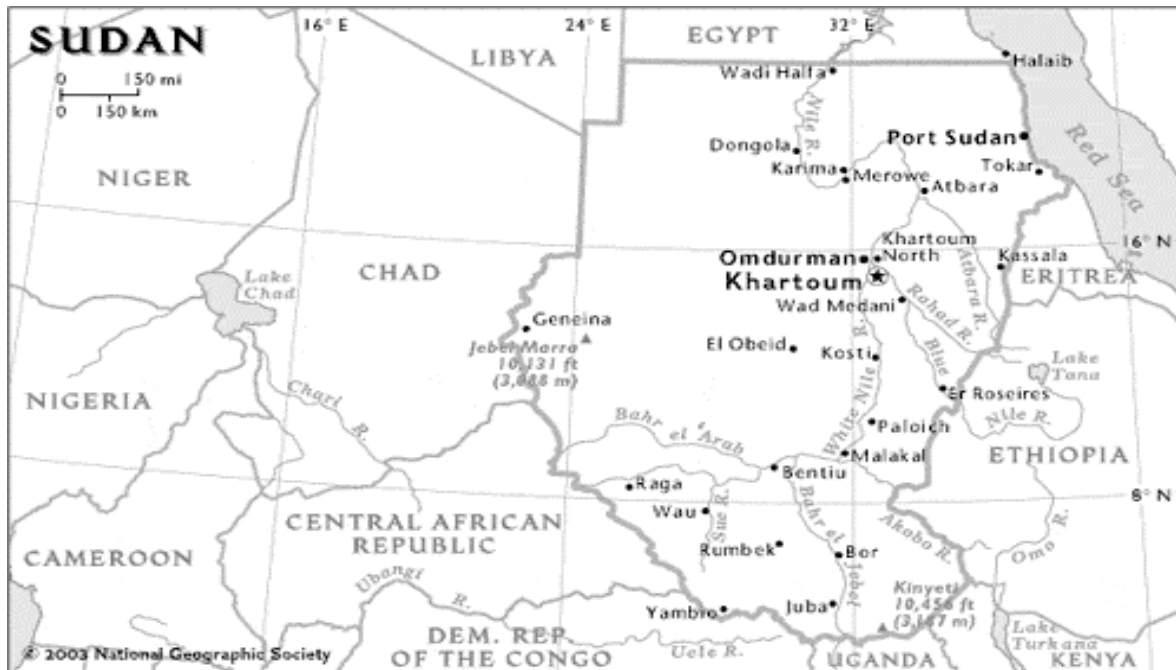 SUDAN
0 150 mi
0 150 km
16° E
24° E
32° E
LIBYA
EGYPT
Wadi Halfa
Halaib
Nile R.
Red Sea
Port Sudan
Dongola
Karima
Merowe
Tokar
Atbara
NIGER
CHAD
Lake
Chad
Khartoum
North
Omdurman
Khartoum
Atbara R.
Kassala
16° N
ERITREA
Wad Medani
Rahad R.
Geneina
Jebel Marra
10,131 ft
(3,088 m)
El Obeid
Kosti
White Nile R.
Blue
Nile R.
Lake
Tana
Er Roseires
NIGERIA
Chari R.
Bahr el 'Arab
Paloich
Malakal
ETHIOPIA
Bentiu
Raga
Wau
Sue R.
8° N
CENTRAL AFRICAN
REPUBLIC
Rumbek
Bahr el Jebel
Bor
Akobo R.
Omo R.
CAMEROON
Ubangi R.
Kinyeti
10,456 ft
(3,187 m)
Yambio
Juba
DEM. REP.
OF THE CONGO
Uele R.
UGANDA
Lake
Turkana
KENYA
© 2003 National Geographic Society